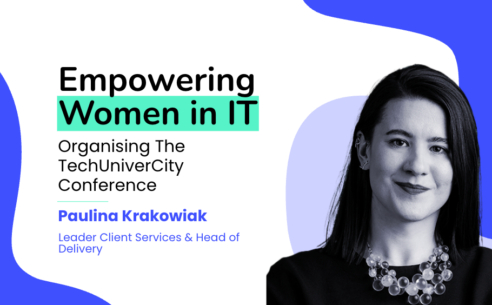 Empowering
Women in IT
Organising The
TechUniverCity
Conference
Paulina Krakowiak
Leader Client Services & Head of
Delivery